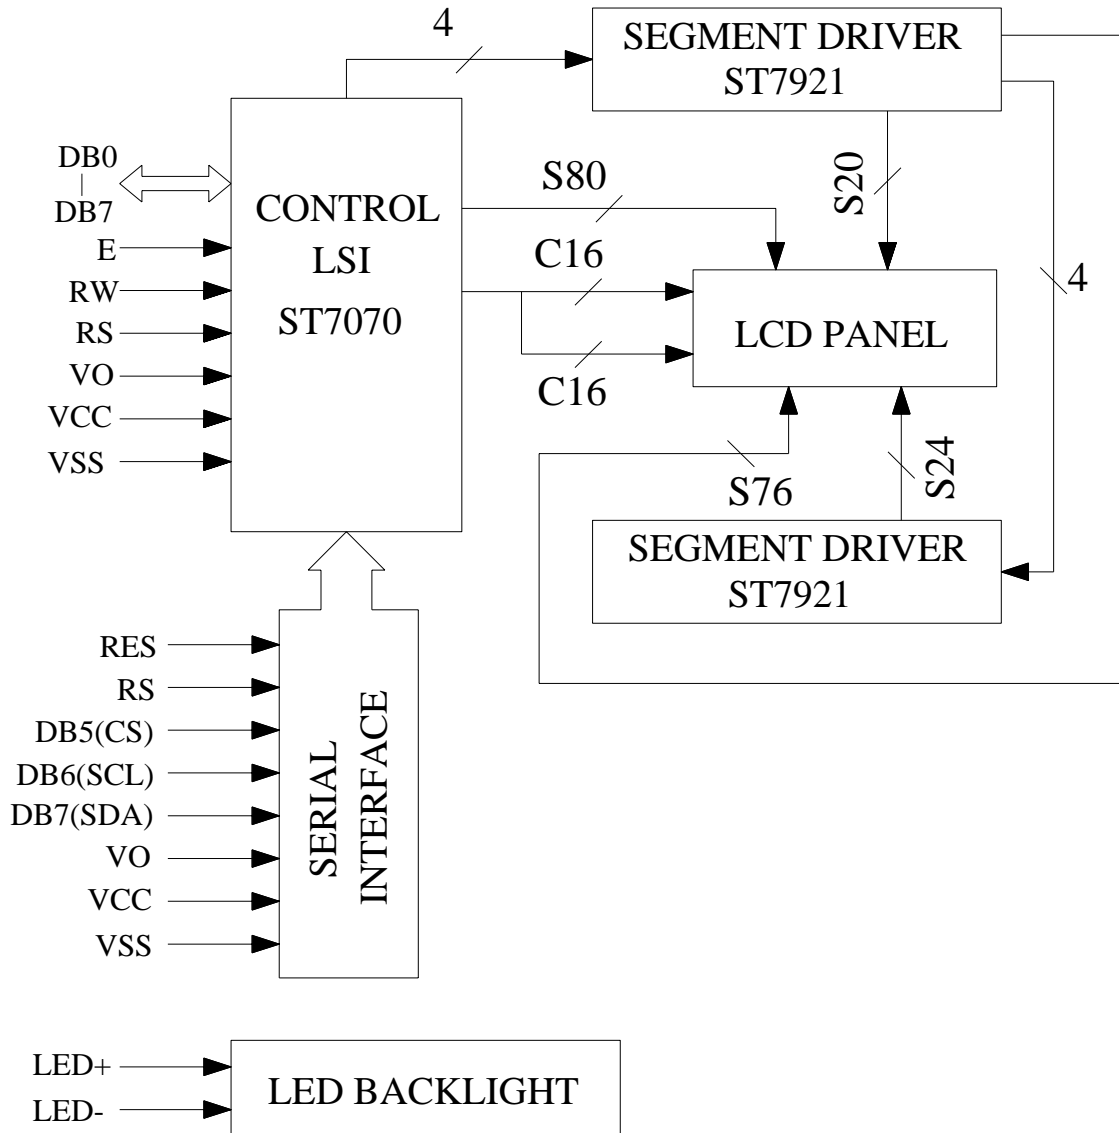 4
SEGMENT DRIVER
ST7921
DB0
DB7
E
RW
RS
VO
VCC
VSS
CONTROL
LSI
ST7070
S80
C16
C16
S20
4
LCD PANEL
S76
S24
SEGMENT DRIVER
ST7921
RES
RS
DB5(CS)
DB6(SCL)
DB7(SDA)
VO
VCC
VSS
SERIAL
INTERFACE
LED+
LED-
LED BACKLIGHT